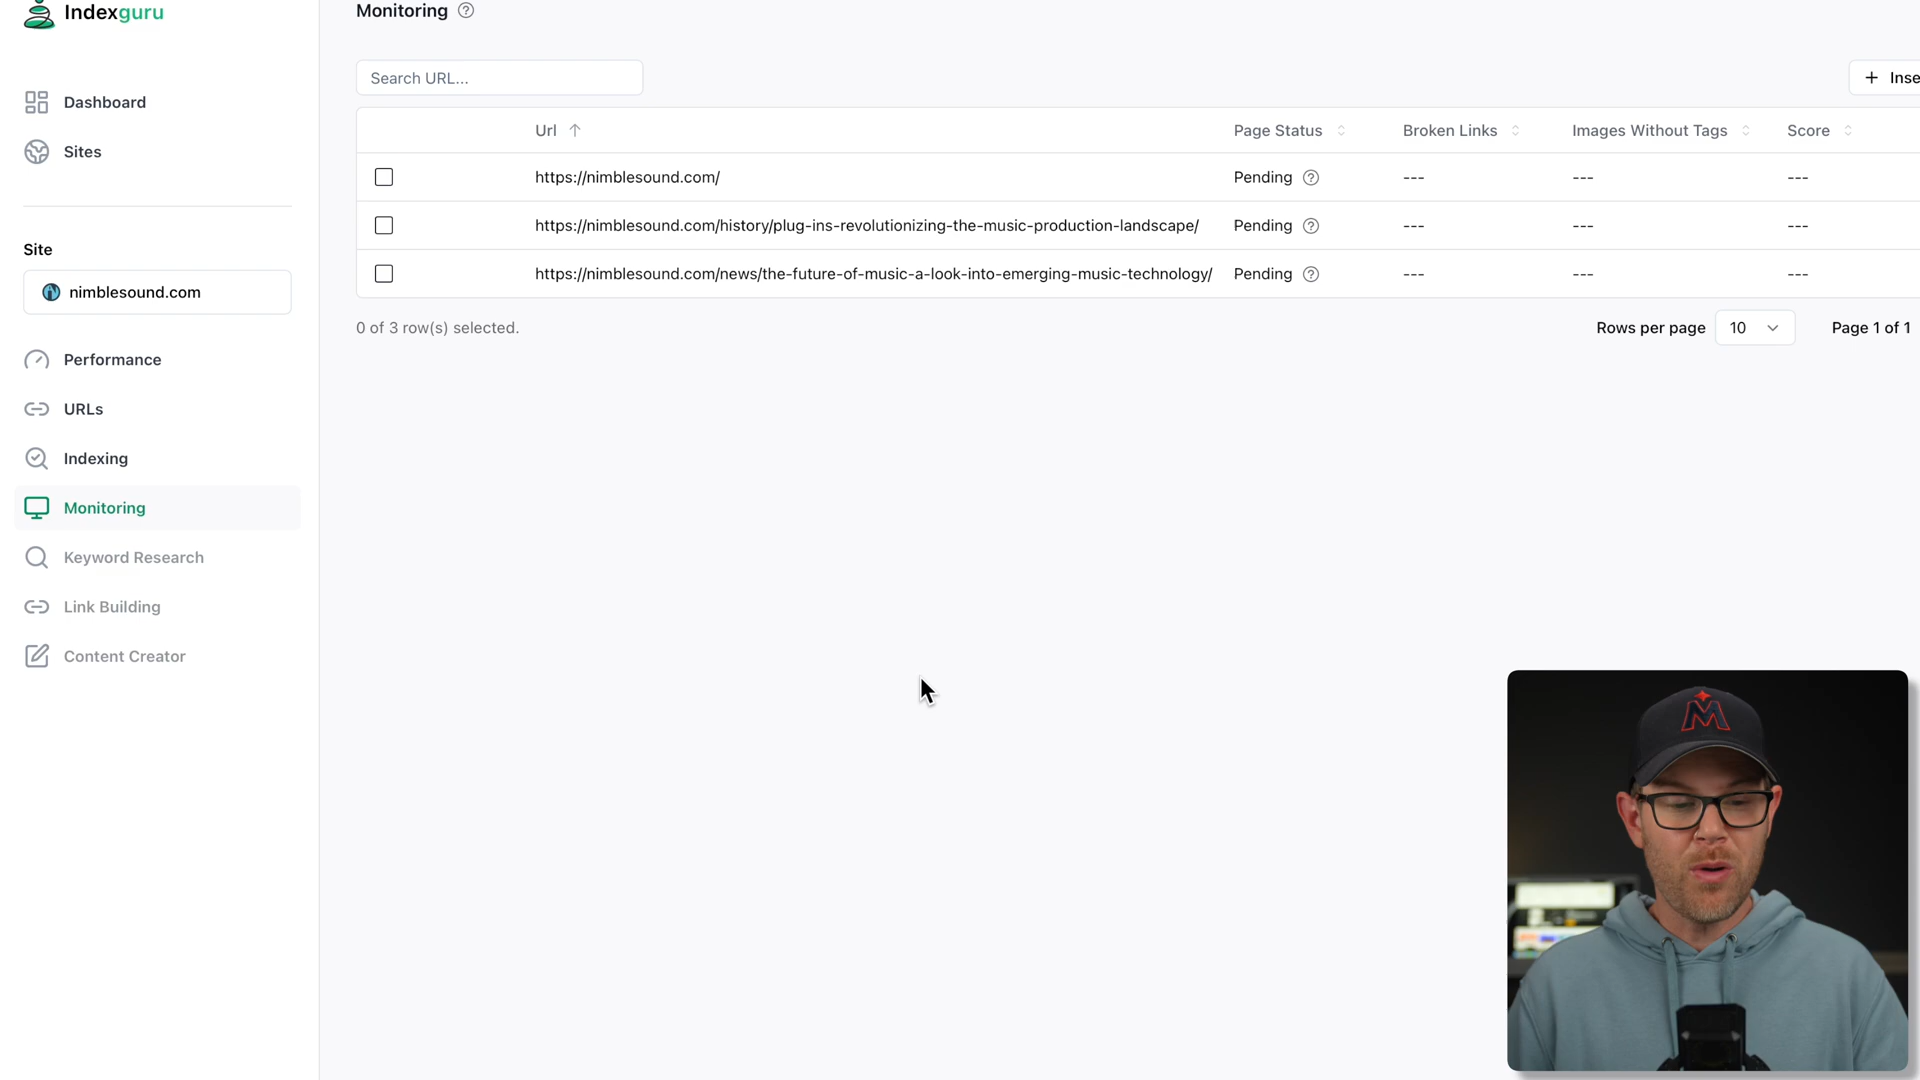 Indexguru
Monitoring
Search URL...
+ Inse
Dashboard
Sites
Url Page Status Broken Links Images Without Tags Score
https://nimblesound.com/ Pending --- --- ---
https://nimblesound.com/history/plug-ins-revolutionizing-the-music-production-landscape/ Pending --- --- ---
https://nimblesound.com/news/the-future-of-music-a-look-into-emerging-music-technology/ Pending --- --- ---
0 of 3 row(s) selected.
Rows per page 10 Page 1 of 1
Site
nimblesound.com
Performance
URLs
Indexing
Monitoring
Keyword Research
Link Building
Content Creator
M